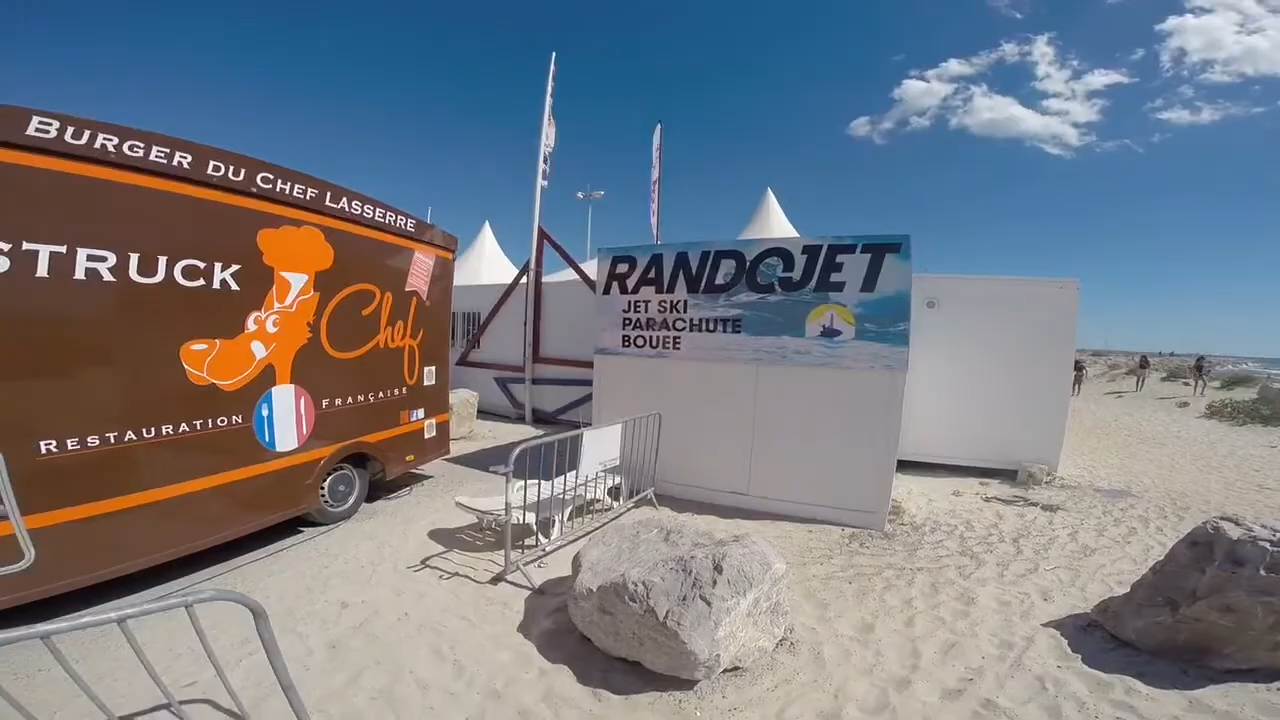 BURGER DU CHEF LASSERRE
STRUCK
Chef
RESTAURATION FRANÇAISE
RANDOJET
JET SKI
PARACHUTE
BOUEE